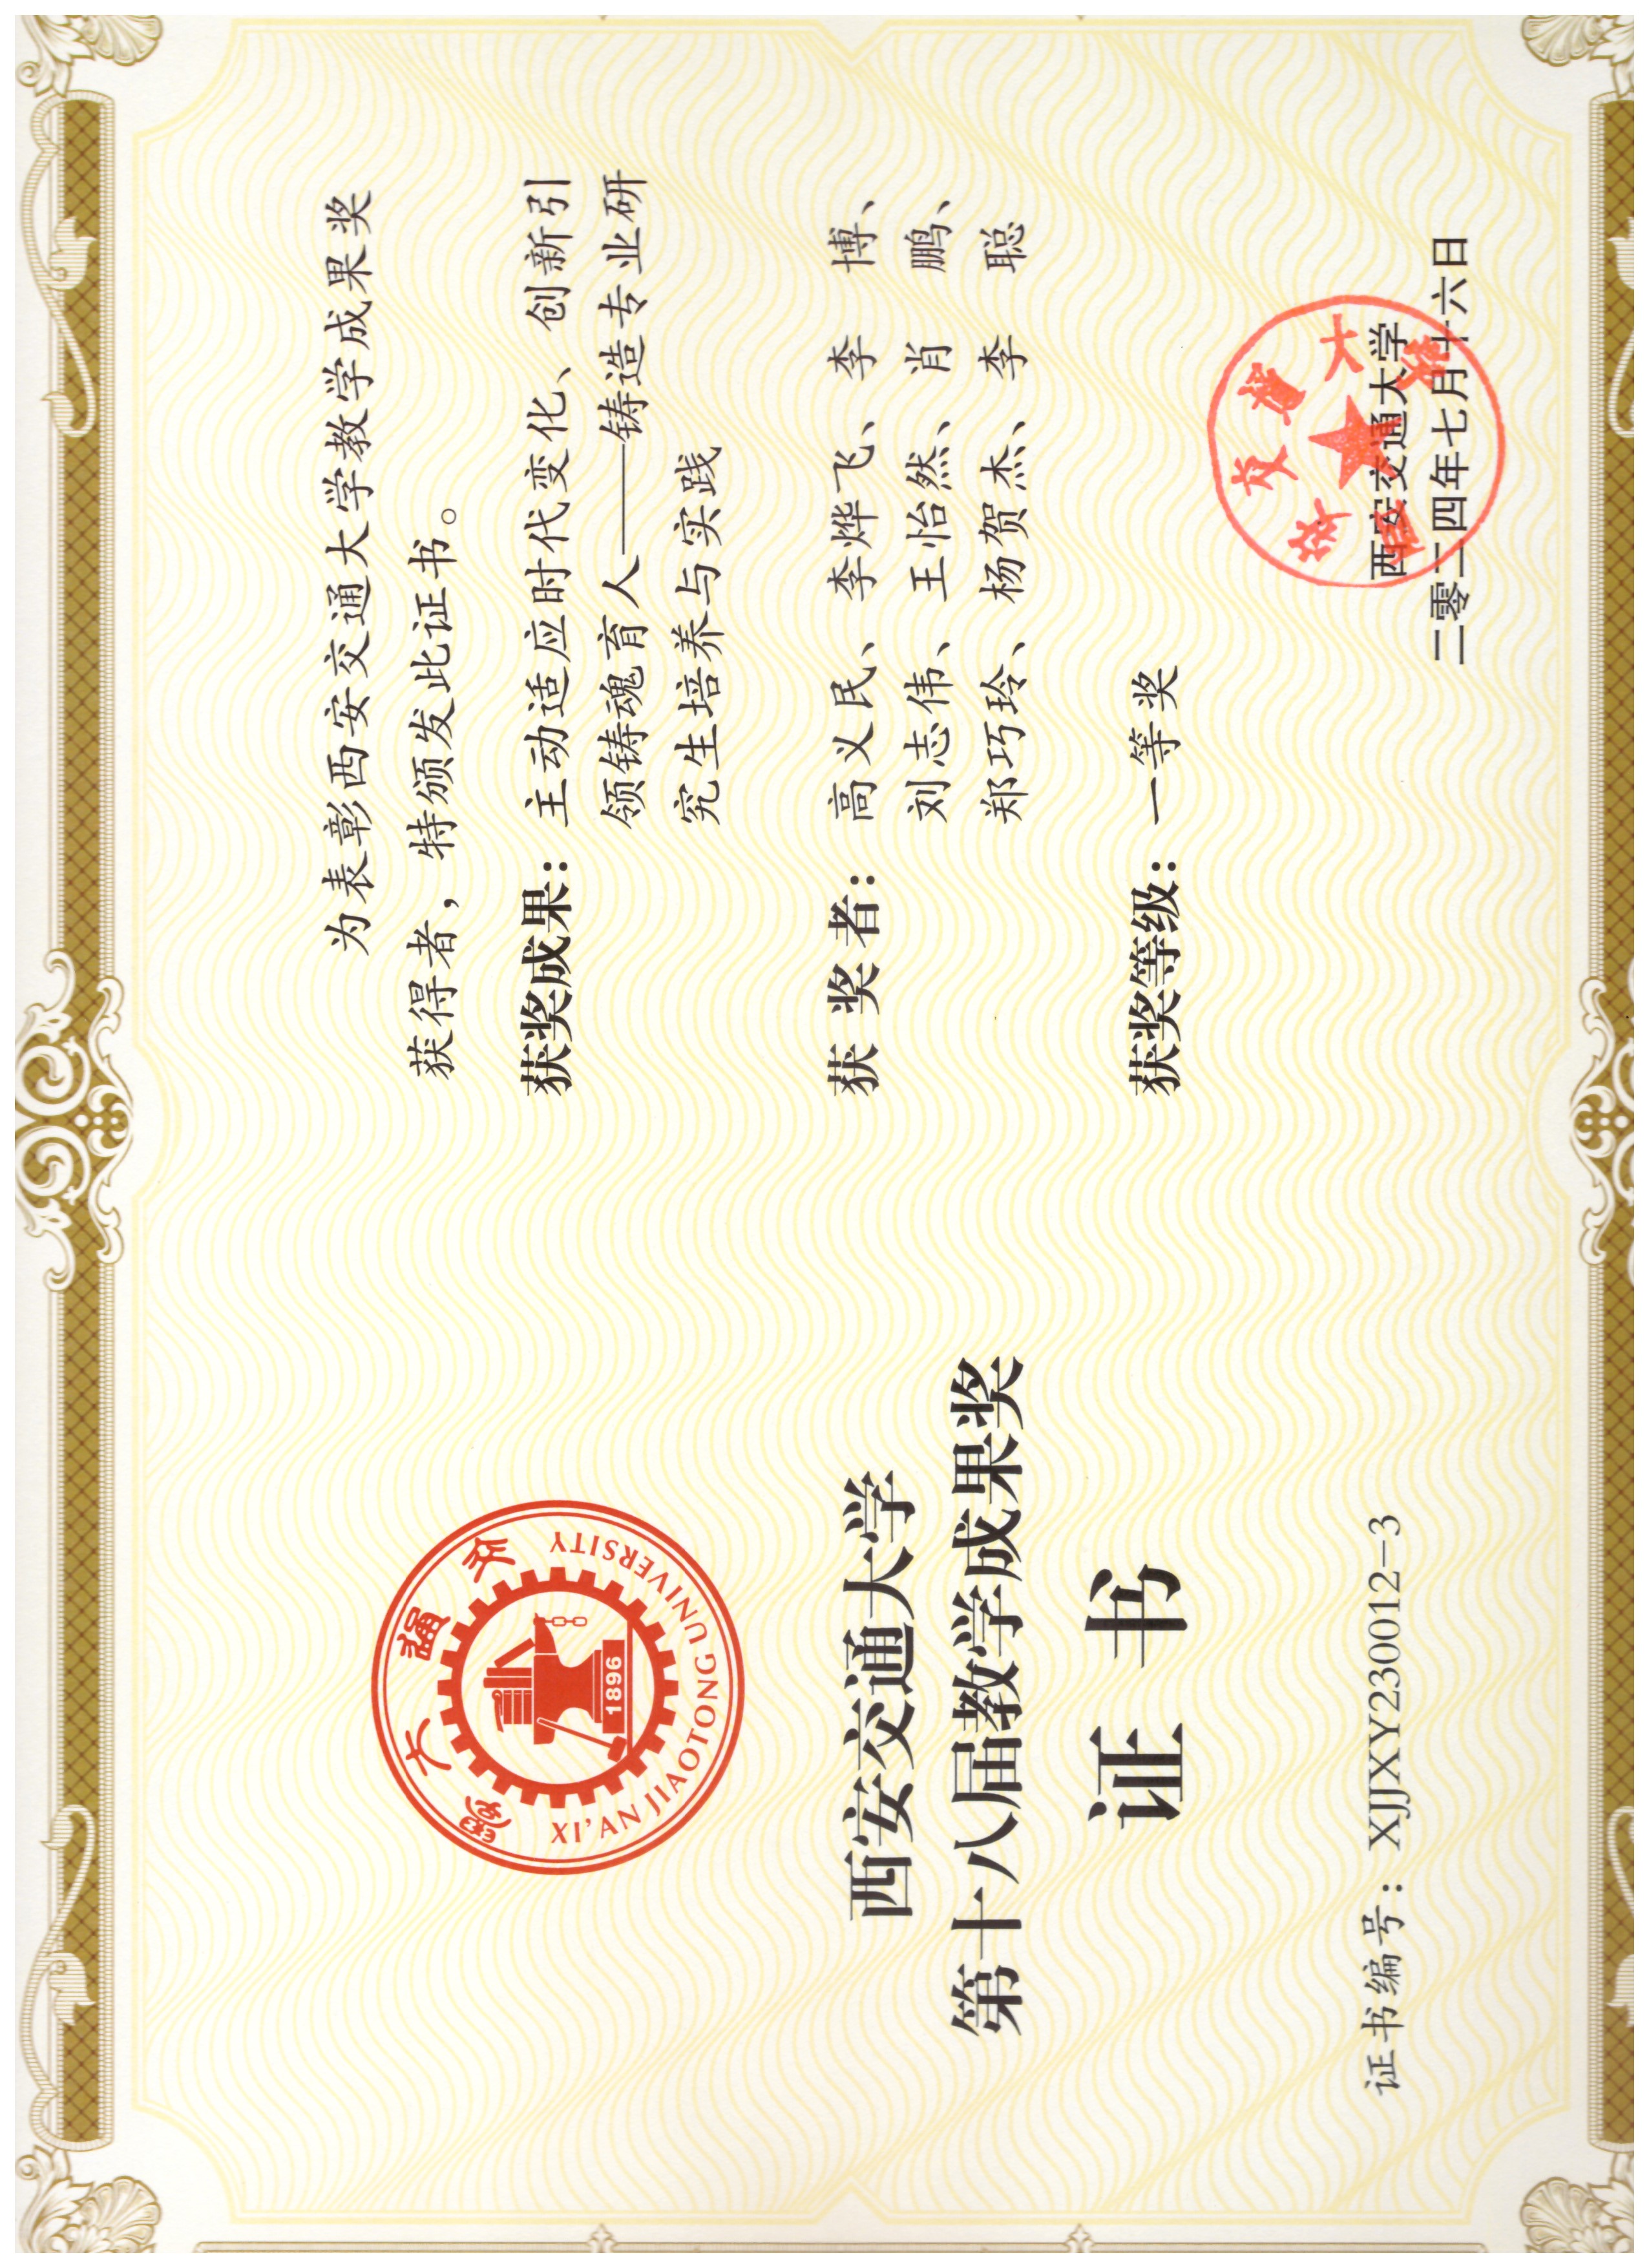 XI'AN JIAOTONG UNIVERSITY
1896
西安交通大学
第十八届教学成果奖
证 书
证书编号：XJJXY230012-3
为表彰西安交通大学教学成果奖
获得者，特颁发此证书。
获奖成果：主动适应时代变化、创新引
领铸魂育人——铸造专业研
究生培养与实践
获 奖 者：高义民、李烨飞、李　博、
刘志伟、王怡然、肖　鹏、
郑巧玲、杨贺杰、李　聪
获奖等级：一等奖
西安交通大学
二零二四年七月十六日